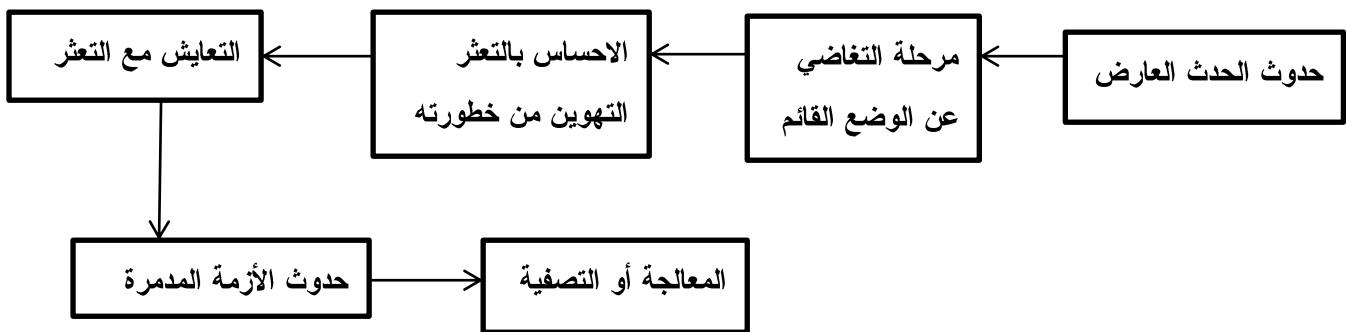 حدوث الحدث العارض
مرحلة التغاضي
عن الوضع القائم
الاحساس بالتعثر
التهوين من خطورته
التعايش مع التعثر
حدوث الأزمة المدمرة
المعالجة أو التصفية